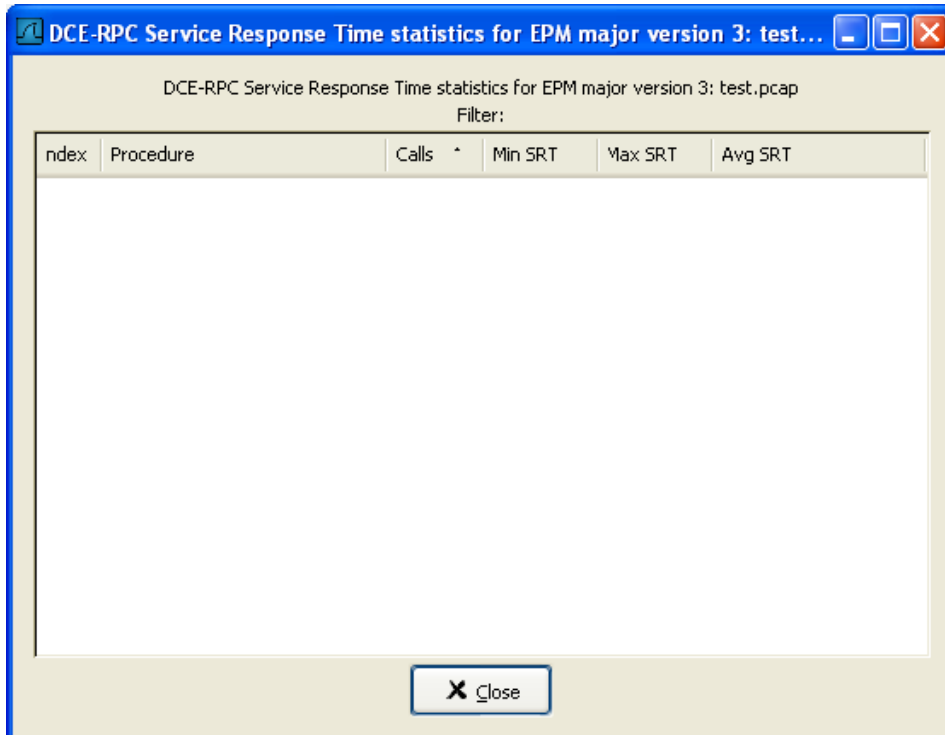 DCE-RPC Service Response Time statistics for EPM major version 3: test...
DCE-RPC Service Response Time statistics for EPM major version 3: test.pcap
Filter:
ndex Procedure Calls Min SRT Max SRT Avg SRT
Close